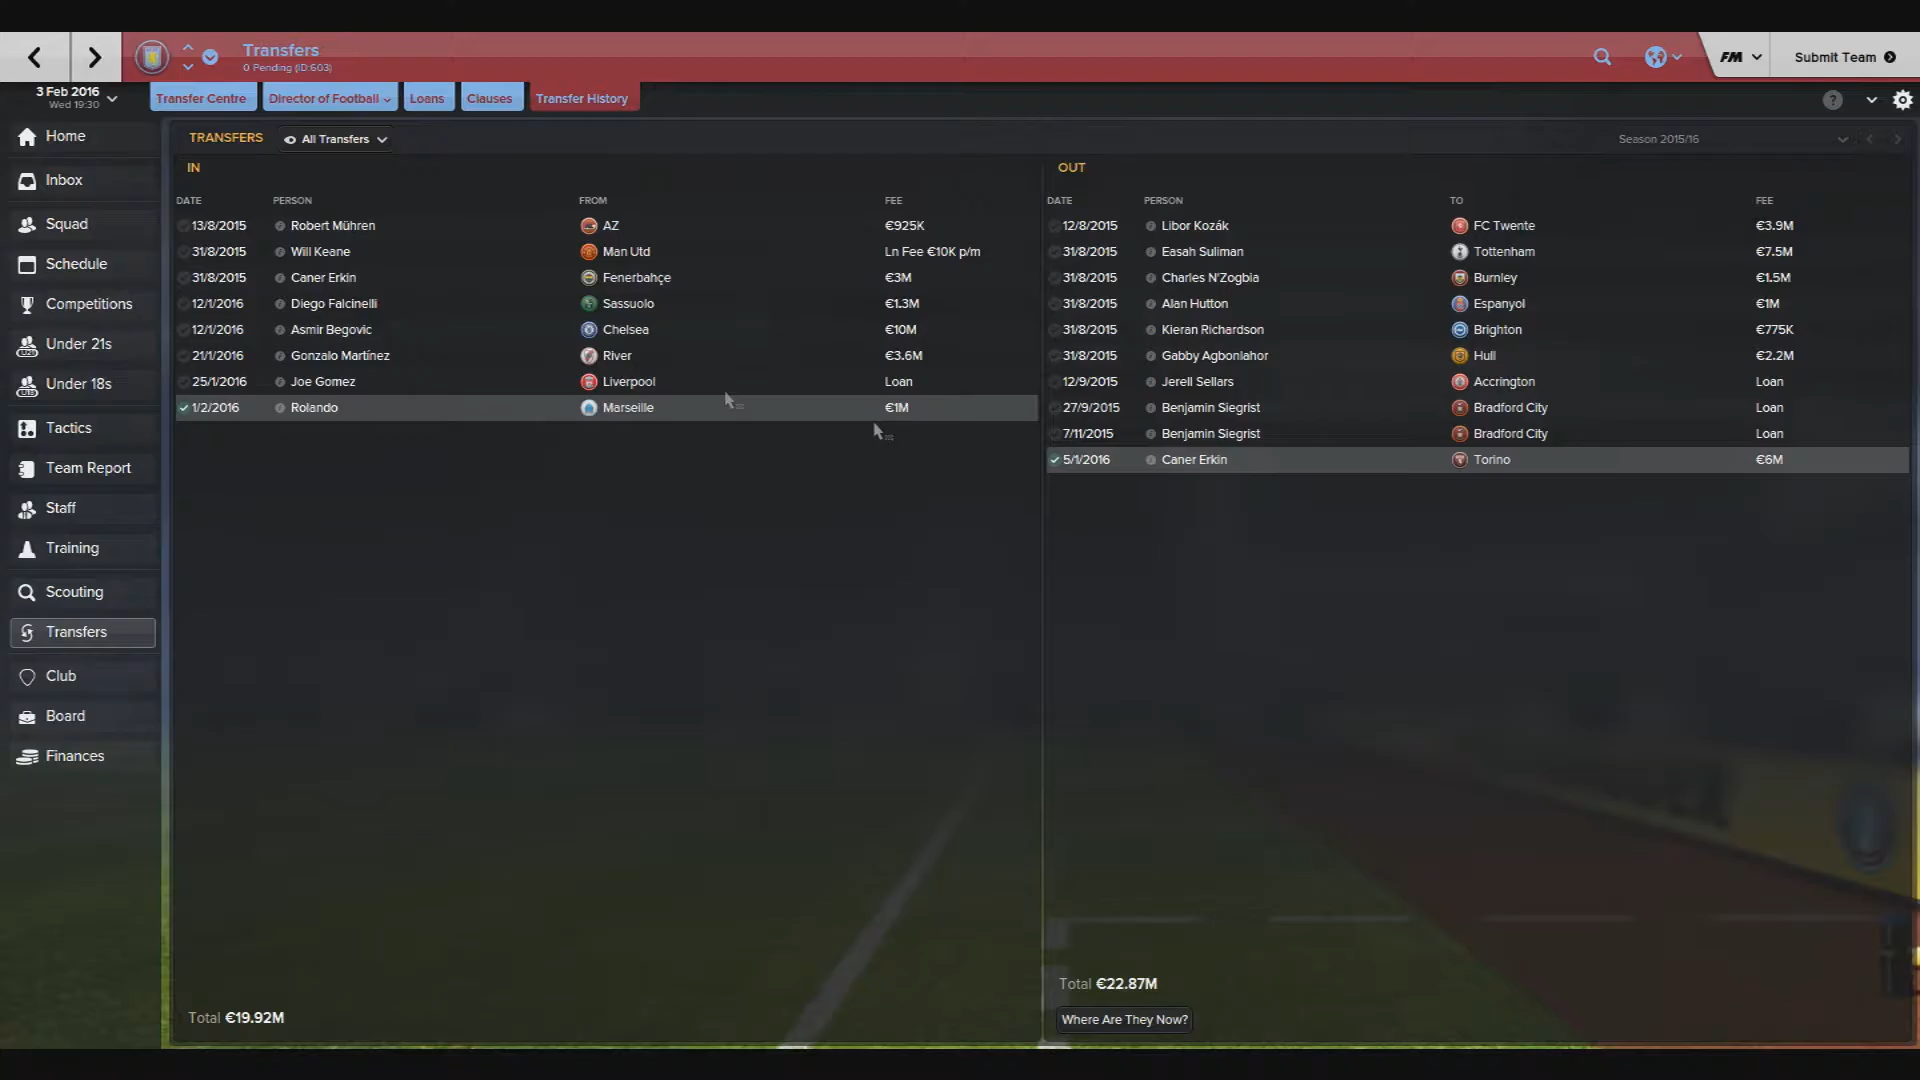 Transfers
0 Pending (ID:603)
FM
Submit Team
3 Feb 2016
Wed 19:30
Transfer Centre
Director of Football
Loans
Clauses
Transfer History
?
Home
Inbox
Squad
Schedule
Competitions
Under 21s
Under 18s
Tactics
Team Report
Staff
Training
Scouting
Transfers
Club
Board
Finances
TRANSFERS All Transfers
Season 2015/16
IN
DATE PERSON FROM FEE
13/8/2015 Robert Mühren AZ €925K
31/8/2015 Will Keane Man Utd Ln Fee €10K p/m
31/8/2015 Caner Erkin Fenerbahçe €3M
12/1/2016 Diego Falcinelli Sassuolo €1.3M
12/1/2016 Asmir Begovic Chelsea €10M
21/1/2016 Gonzalo Martínez River €3.6M
25/1/2016 Joe Gomez Liverpool Loan
1/2/2016 Rolando Marseille €1M
Total €19.92M
OUT
DATE PERSON TO FEE
12/8/2015 Libor Kozák FC Twente €3.9M
31/8/2015 Easah Suliman Tottenham €7.5M
31/8/2015 Charles N'Zogbia Burnley €1.5M
31/8/2015 Alan Hutton Espanyol €1M
31/8/2015 Kieran Richardson Brighton €775K
31/8/2015 Gabby Agbonlahor Hull €2.2M
12/9/2015 Jerell Sellars Accrington Loan
27/9/2015 Benjamin Siegrist Bradford City Loan
7/11/2015 Benjamin Siegrist Bradford City Loan
5/1/2016 Caner Erkin Torino €6M
Total €22.87M
Where Are They Now?